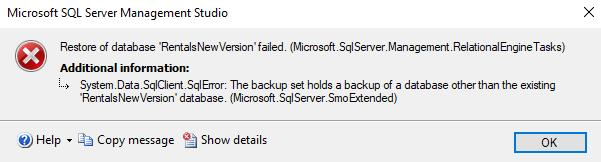 Microsoft SQL Server Management Studio
Restore of database 'RentalsNewVersion' failed. (Microsoft.SqlServer.Management.RelationalEngineTasks)
Additional information:
System.Data.SqlClient.SqlError: The backup set holds a backup of a database other than the existing
'RentalsNewVersion' database. (Microsoft.SqlServer.SmoExtended)
Help Copy message Show details OK